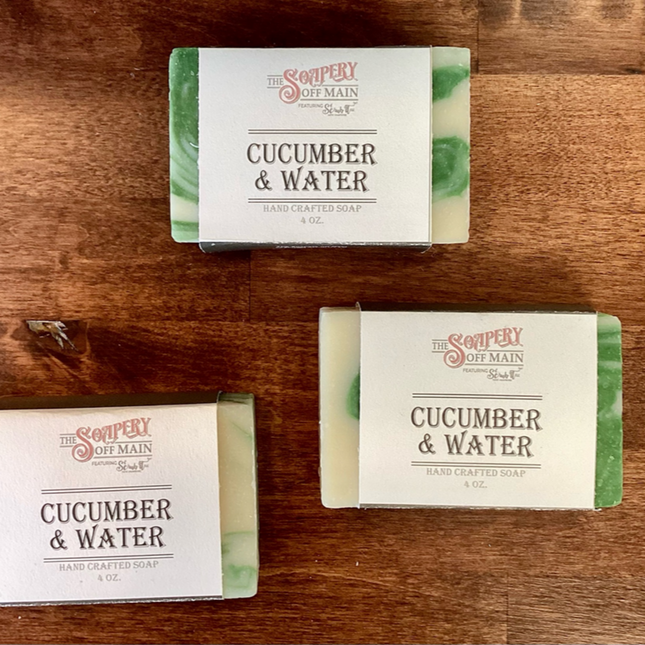 THE SOAPERY
OFF MAIN
FEATURING
CUCUMBER
& WATER
HAND CRAFTED SOAP
4 OZ.
THE SOAPERY
OFF MAIN
FEATURING
CUCUMBER
& WATER
HAND CRAFTED SOAP
4 OZ.
THE SOAPERY
OFF MAIN
FEATURING
CUCUMBER
& WATER
HAND CRAFTED SOAP
4 OZ.